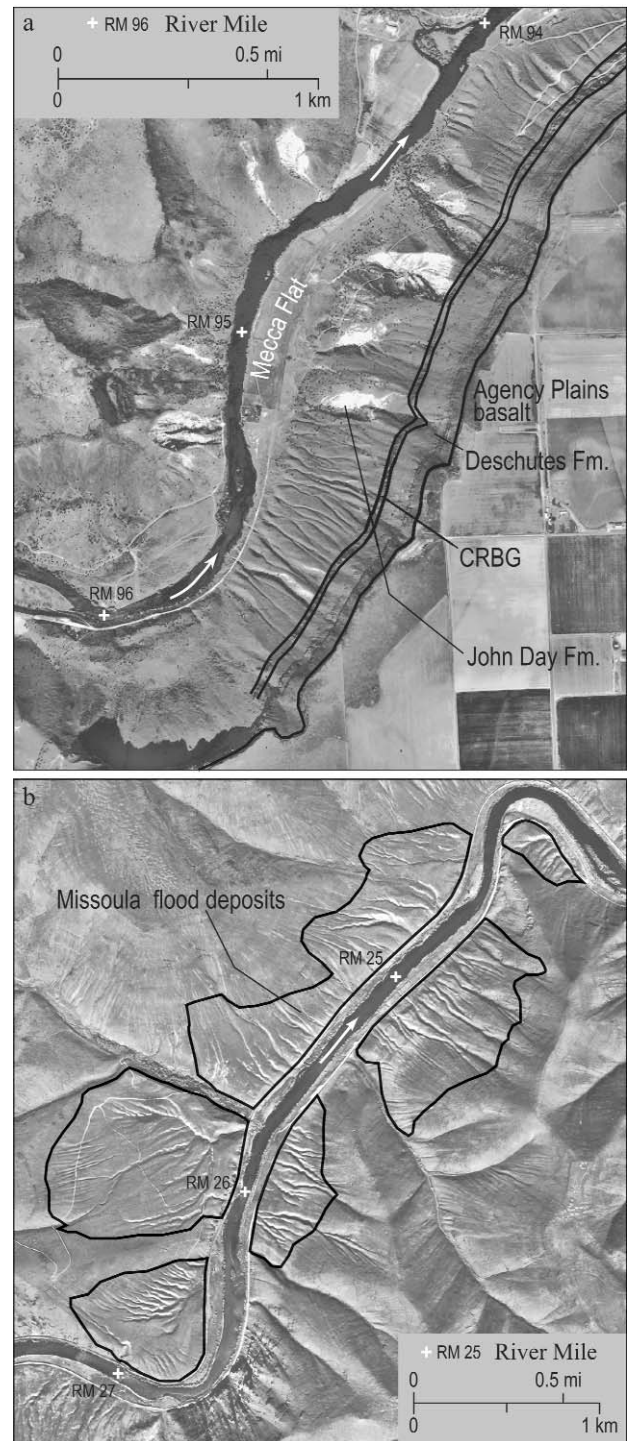 a
RM 96 River Mile
0 0.5 mi
0 1 km
RM 94
RM 95
Mecca Flat
Agency Plains
basalt
Deschutes Fm.
CRBG
RM 96
John Day Fm.
b
Missoula flood deposits
RM 25
RM 26
RM 27
RM 25 River Mile
0 0.5 mi
0 1 km